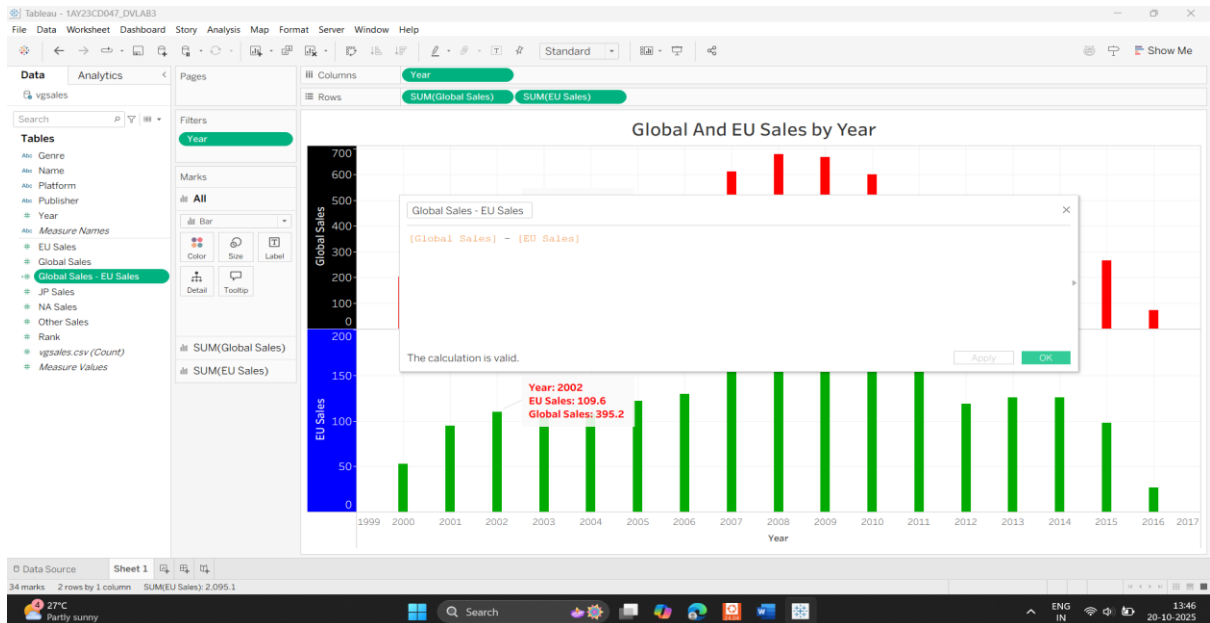 Tableau - 1AY23CD047_DVLAB3
File Data Worksheet Dashboard Story Analysis Map Format Server Window Help
Standard
Show Me
Data Analytics
vgsales
Search
Tables
Abc Genre
Abc Name
Abc Platform
Abc Publisher
# Year
Abc Measure Names
# EU Sales
# Global Sales
=# Global Sales - EU Sales
# JP Sales
# NA Sales
# Other Sales
# Rank
# vgsales.csv (Count)
# Measure Values
Pages
Filters
Year
Marks
All
Bar
Color Size Label
Detail Tooltip
SUM(Global Sales)
SUM(EU Sales)
Columns Year
Rows SUM(Global Sales) SUM(EU Sales)
Global And EU Sales by Year
Global Sales
700
600
500
400
300
200
100
0
Global Sales - EU Sales
[Global Sales] - [EU Sales]
The calculation is valid.
Apply OK
EU Sales
200
150
100
50
0
Year: 2002
EU Sales: 109.6
Global Sales: 395.2
1999 2000 2001 2002 2003 2004 2005 2006 2007 2008 2009 2010 2011 2012 2013 2014 2015 2016 2017
Year
Data Source Sheet 1
34 marks 2 rows by 1 column SUM(EU Sales): 2,095.1
4
27°C
Partly sunny
Search
ENG
IN
13:46
20-10-2025